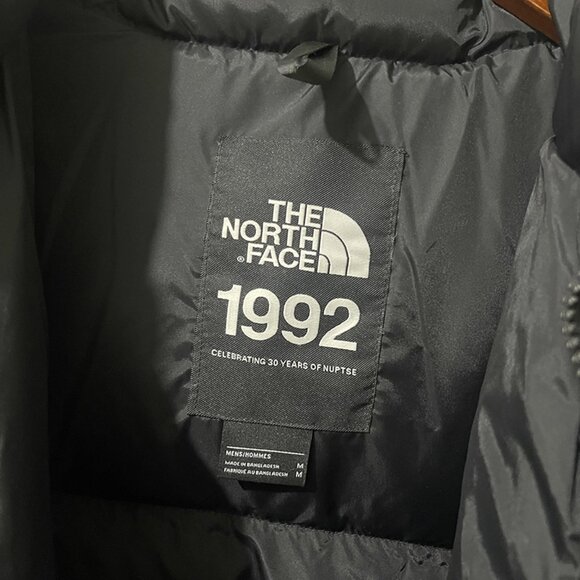 THE
NORTH
FACE
®
1992
CELEBRATING 30 YEARS OF NUPTSE
MENS/HOMMES
MADE IN BANGLADESH M
FABRIQUÉ AU BANGLADESH M